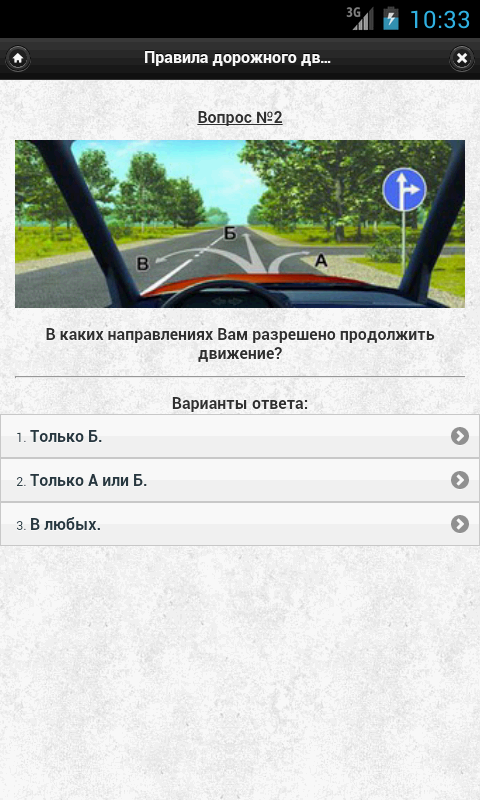 3G 10:33
Правила дорожного дв...
Вопрос №2
Б
В
А
В каких направлениях Вам разрешено продолжить
движение?
Варианты ответа:
1. Только Б.
2. Только А или Б.
3. В любых.